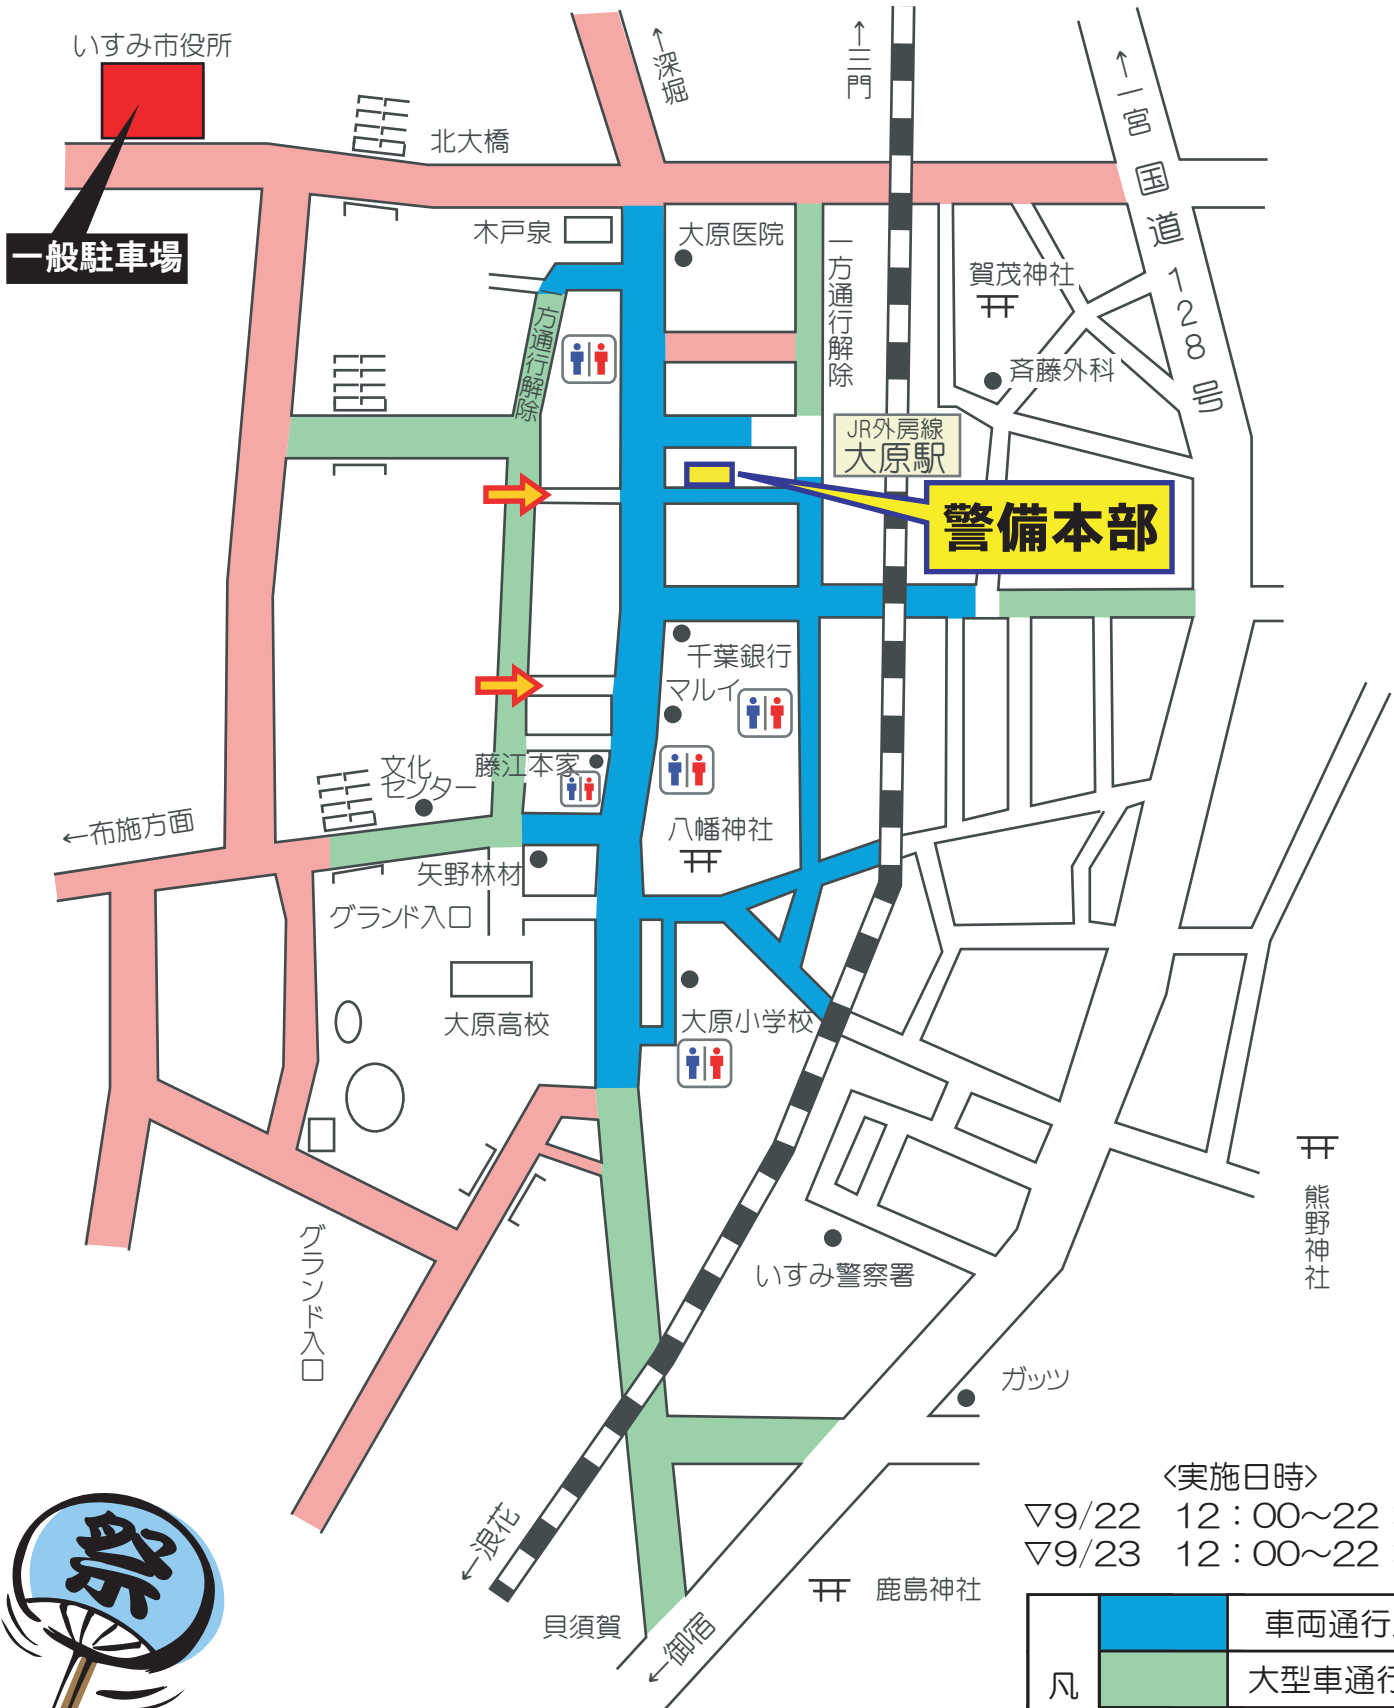 いすみ市役所
一般駐車場
北大橋
←深堀
←三門
←一宮
国道128号
木戸泉
大原医院
一方通行解除
賀茂神社
一方通行解除
斉藤外科
JR外房線
大原駅
警備本部
千葉銀行
マルイ
藤江本家
文化
センター
←布施方面
八幡神社
矢野林材
グランド入口
大原高校
大原小学校
グランド入口
いすみ警察署
熊野神社
ガッツ
←浪花
貝須賀
←御宿
鹿島神社
祭
〈実施日時〉
▽9/22 12：00〜22
▽9/23 12：00〜22
凡
車両通行
大型車通行